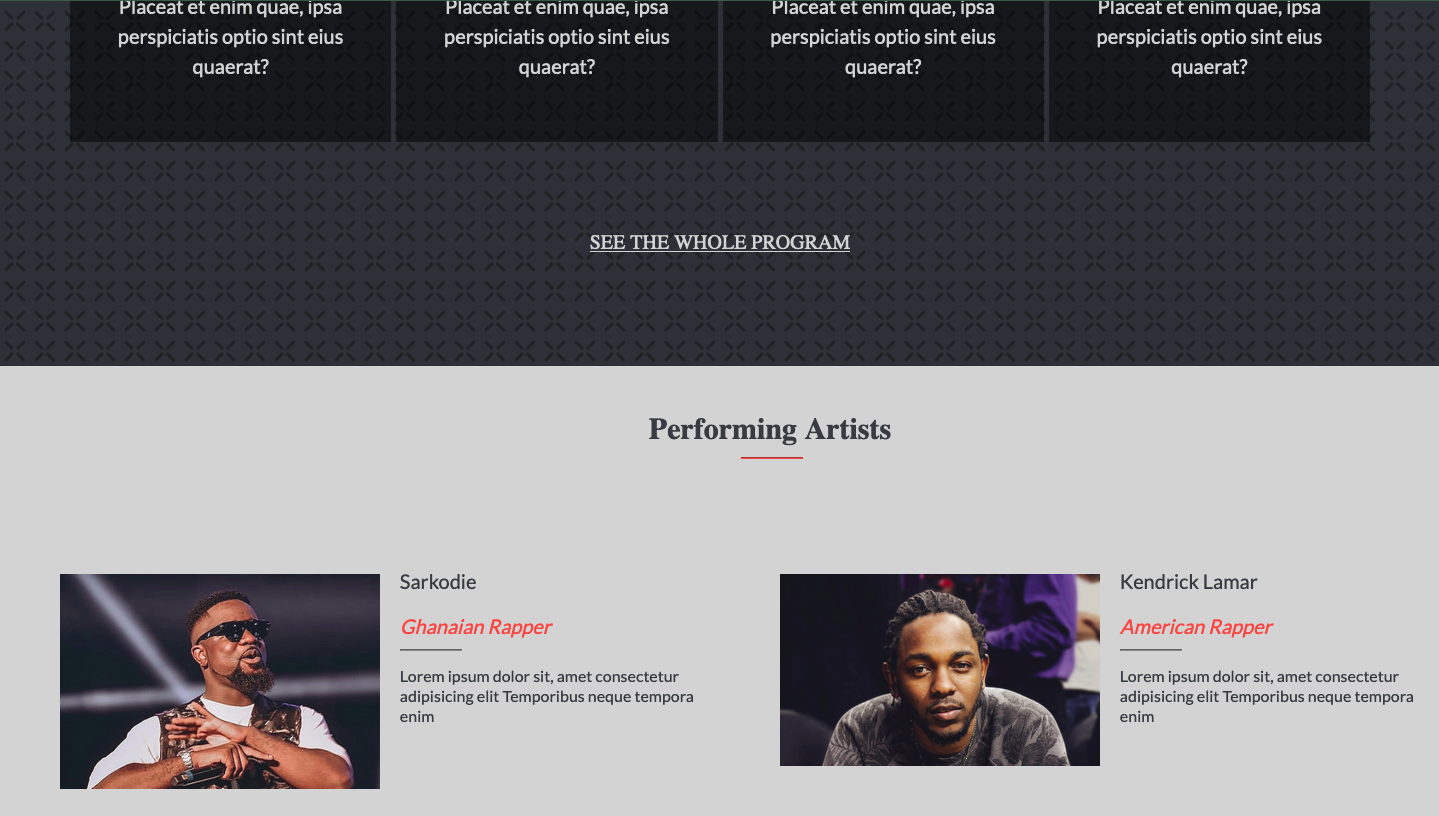 Placeat et enim quae, ipsa
perspiciatis optio sint eius
quaerat?
Placeat et enim quae, ipsa
perspiciatis optio sint eius
quaerat?
Placeat et enim quae, ipsa
perspiciatis optio sint eius
quaerat?
Placeat et enim quae, ipsa
perspiciatis optio sint eius
quaerat?
SEE THE WHOLE PROGRAM
Performing Artists
Sarkodie
Ghanaian Rapper
Lorem ipsum dolor sit, amet consectetur
adipisicing elit Temporibus neque tempora
enim
Kendrick Lamar
American Rapper
Lorem ipsum dolor sit, amet consectetur
adipisicing elit Temporibus neque tempora
enim